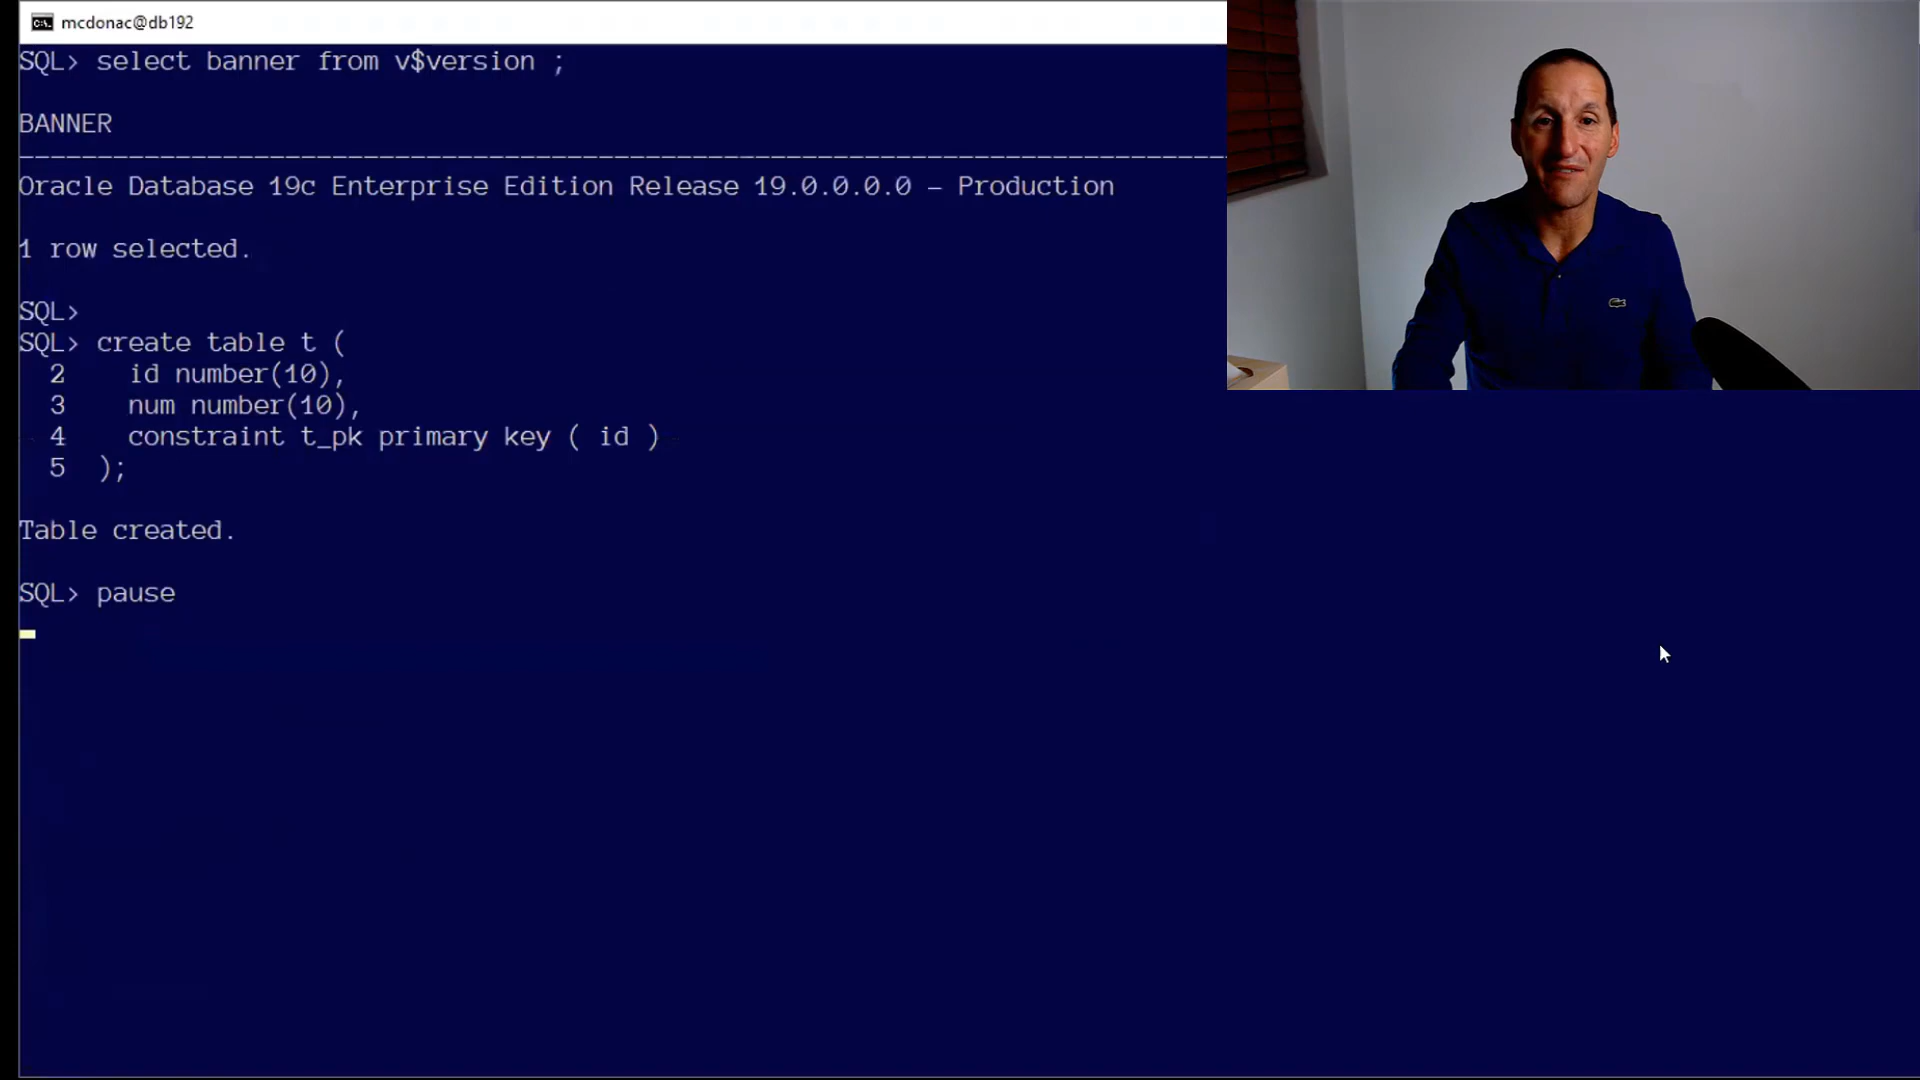 mcdonac@db192
SQL> select banner from v$version ;
BANNER
--------------------------------------------------------------------------------
Oracle Database 19c Enterprise Edition Release 19.0.0.0.0 – Production
1 row selected.
SQL>
SQL> create table t (
2 id number(10),
3 num number(10),
4 constraint t_pk primary key ( id )
5 );
Table created.
SQL> pause